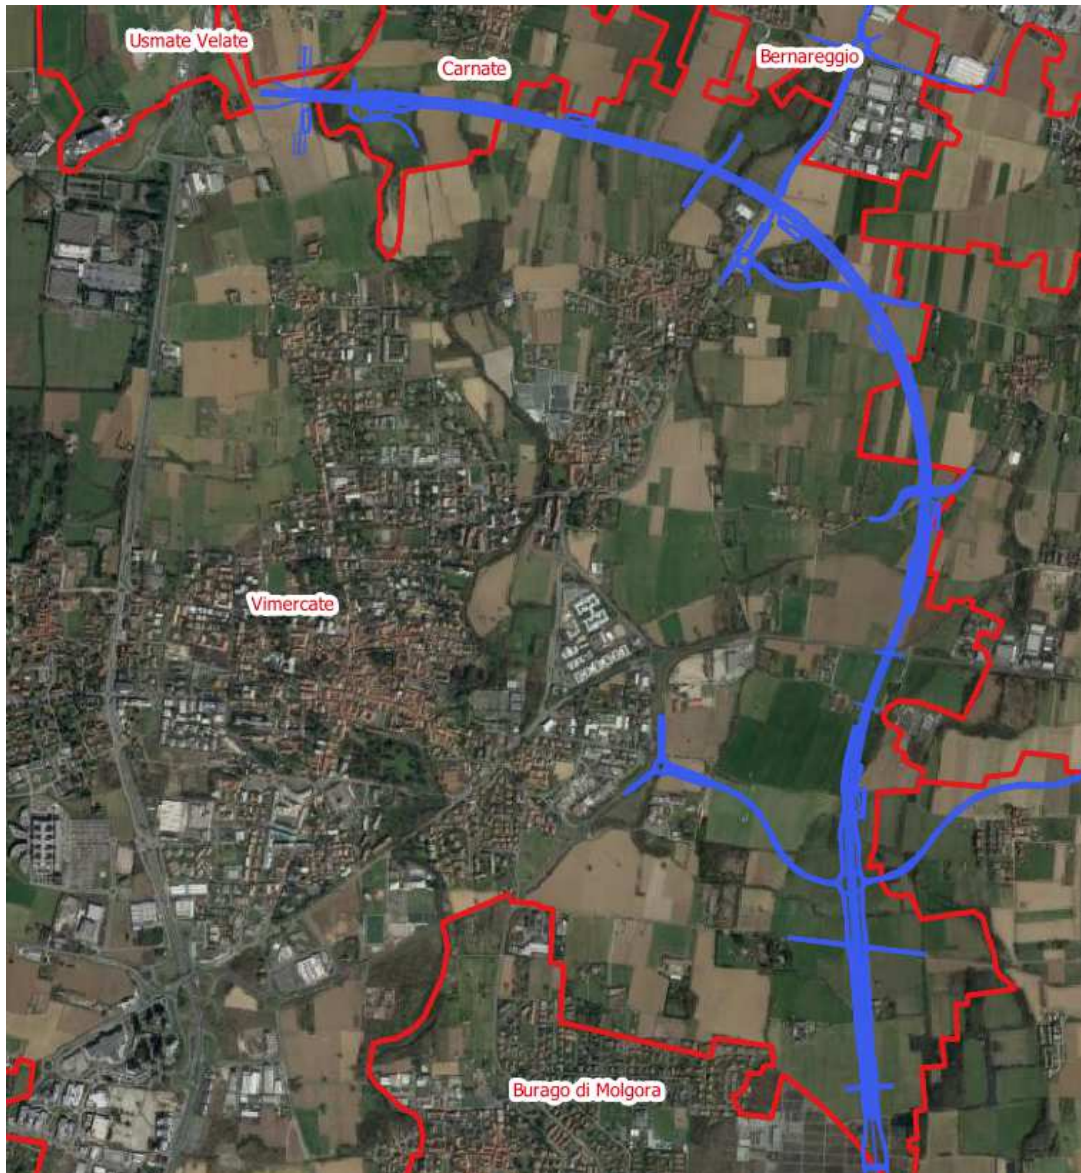 Usmate Velate
Carnate
Bernareggio
Vimercate
Burago di Molgora